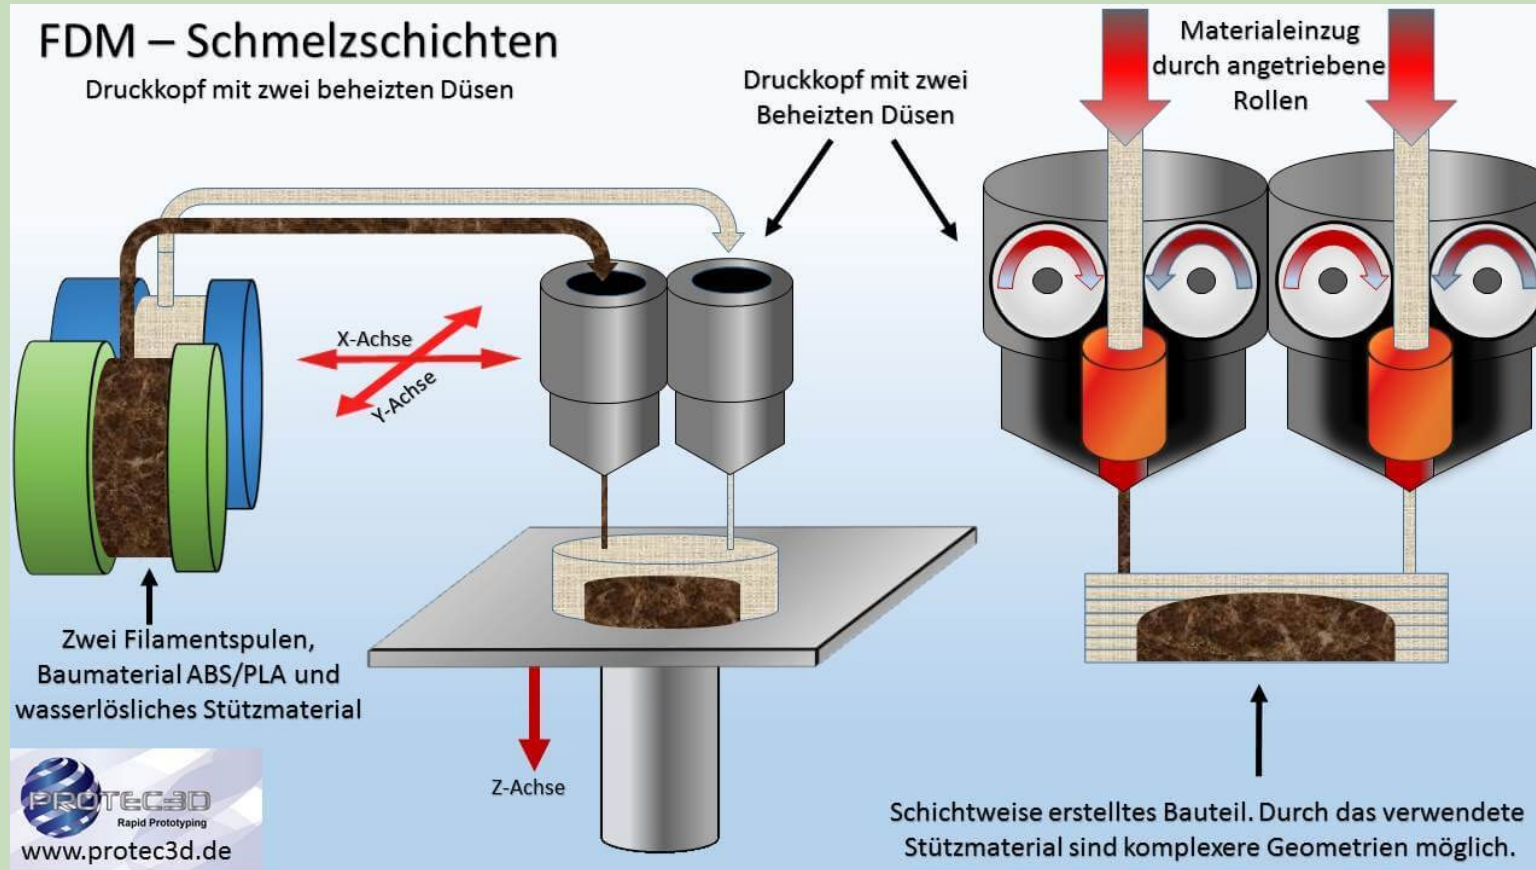 FDM – Schmelzschichten
Druckkopf mit zwei beheizten Düsen
Druckkopf mit zwei
Beheizten Düsen
Materialeinzug
durch angetriebene
Rollen
X-Achse
Y-Achse
Zwei Filamentspulen,
Baumaterial ABS/PLA und
wasserlösliches Stützmaterial
Z-Achse
Schichtweise erstelltes Bauteil. Durch das verwendete
Stützmaterial sind komplexere Geometrien möglich.
PROTEC3D
Rapid Prototyping
www.protec3d.de